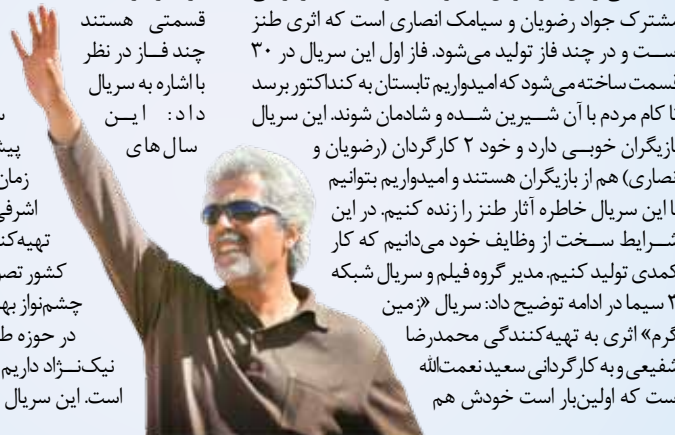 مشترک جواد رضویان و سیامک انصاری است که اثری طنز
است و در چند فاز تولید می‌شود. فاز اول این سریال در ۳۰
قسمت ساخته می‌شود که امیدواریم تابستان به کنداکتور برسد
تا کام مردم با آن شیرین شده و شادمان شوند. این سریال
بازیگران خوبی دارد و خود ۲ کارگردان (رضویان و
انصاری) هم از بازیگران هستند و امیدواریم بتوانیم
با این سریال خاطره آثار طنز را زنده کنیم. در این
شرایط سخت از وظایف خود می‌دانیم که کار
کمدی تولید کنیم. مدیر گروه فیلم و سریال شبکه
۳ سیما در ادامه توضیح داد: سریال «زمین
گرم» اثری به تهیه‌کنندگی محمدرضا
شفیعی و به کارگردانی سعید نعمت‌الله
است که اولین‌بار است خودش هم
قسمتی هستند
چند فاز در نظر
با اشاره به سریال
داد: این
سال‌های
زمان
کشور
چشم‌نواز
در حوزه
نیک‌نژاد داریم
است. این سریال